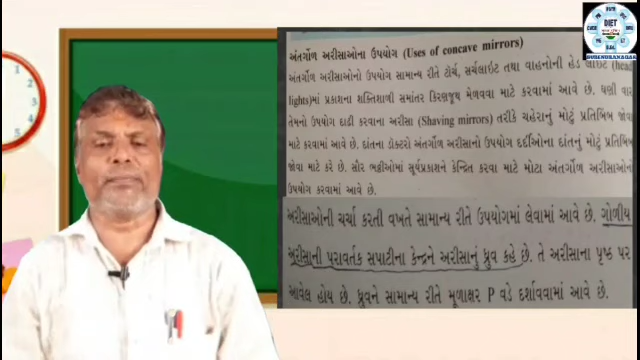 DIET
SURENDRANAGAR
અંતર્ગોળ અરીસાઓના ઉપયોગ (Uses of concave mirrors)
અંતર્ગોળ અરીસાઓનો ઉપયોગ સામાન્ય રીતે ટોર્ચ, સર્ચલાઇટ તથા વાહનોની હેડ લાઇટ (head
lights)માં પ્રકાશના શક્તિશાળી સમાંતર કિરણજૂથ મેળવવા માટે કરવામાં આવે છે. ઘણી વાર
તેમનો ઉપયોગ દાઢી કરવાના અરીસા (Shaving mirrors) તરીકે ચહેરાનું મોટું પ્રતિબિંબ જોવા
માટે કરવામાં આવે છે. દાંતના ડૉક્ટરો અંતર્ગોળ અરીસાનો ઉપયોગ દર્દીઓના દાંતનું મોટું પ્રતિબિંબ
જોવા માટે કરે છે. સૌર ભઠ્ઠીઓમાં સૂર્યપ્રકાશને કેન્દ્રિત કરવા માટે મોટા અંતર્ગોળ અરીસાઓનો
ઉપયોગ કરવામાં આવે છે.
અરીસાઓની ચર્ચા કરતી વખતે સામાન્ય રીતે ઉપયોગમાં લેવામાં આવે છે. ગોળીય
અરીસાની પરાવર્તક સપાટીના કેન્દ્રને અરીસાનું ધ્રુવ કહે છે. તે અરીસાના પૃષ્ઠ પર
આવેલ હોય છે. ધ્રુવને સામાન્ય રીતે મૂળાક્ષર P વડે દર્શાવવામાં આવે છે.